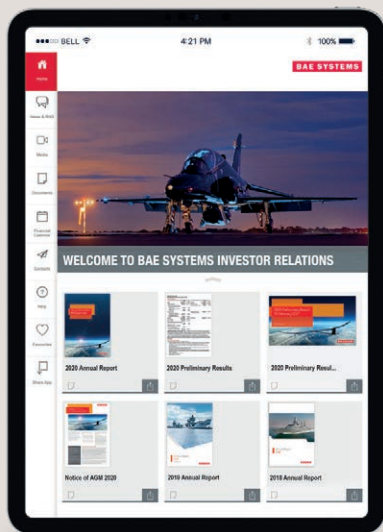 BELL 4:21 PM 100%
BAE SYSTEMS
Home
News & RNS
Media
Documents
Financial
Calendar
Contacts
Help
Favourites
Share App
WELCOME TO BAE SYSTEMS INVESTOR RELATIONS
2020 Annual Report
2020 Preliminary Results
2020 Preliminary Resul...
Notice of AGM 2020
2019 Annual Report
2018 Annual Report